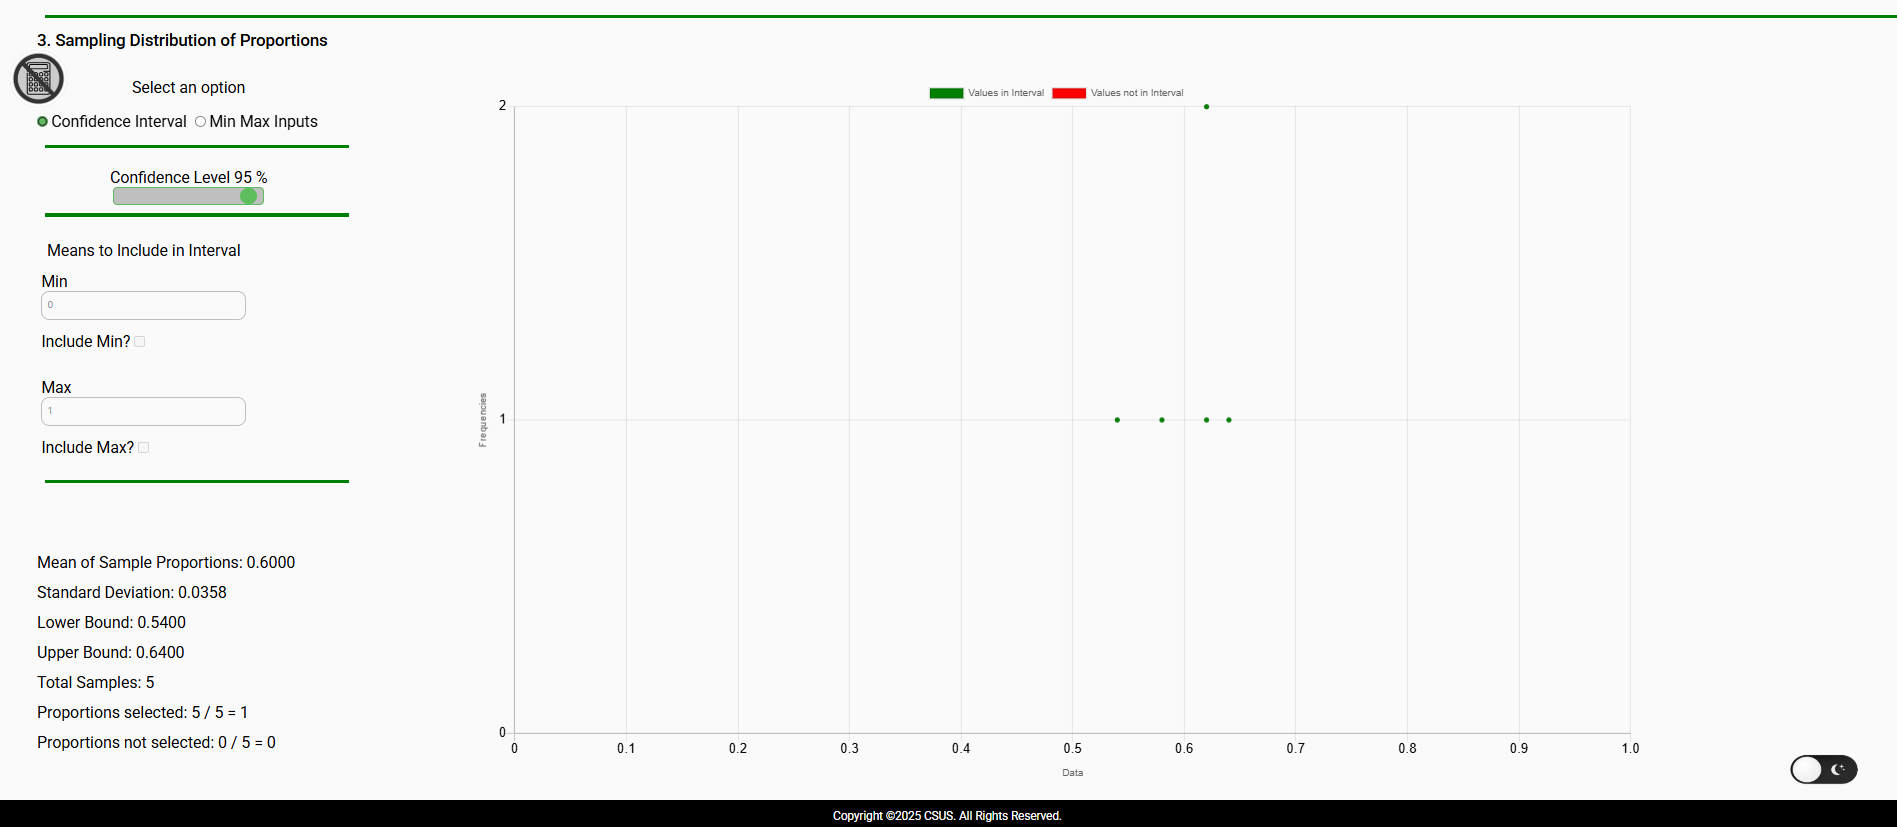 3. Sampling Distribution of Proportions
Select an option
Confidence Interval Min Max Inputs
Confidence Level 95 %
Means to Include in Interval
Min
0
Include Min?
Max
1
Include Max?
Mean of Sample Proportions: 0.6000
Standard Deviation: 0.0358
Lower Bound: 0.5400
Upper Bound: 0.6400
Total Samples: 5
Proportions selected: 5 / 5 = 1
Proportions not selected: 0 / 5 = 0
Values in Interval Values not in Interval
2
1
0
Frequencies
0 0.1 0.2 0.3 0.4 0.5 0.6 0.7 0.8 0.9 1.0
Data
Copyright ©2025 CSUS. All Rights Reserved.